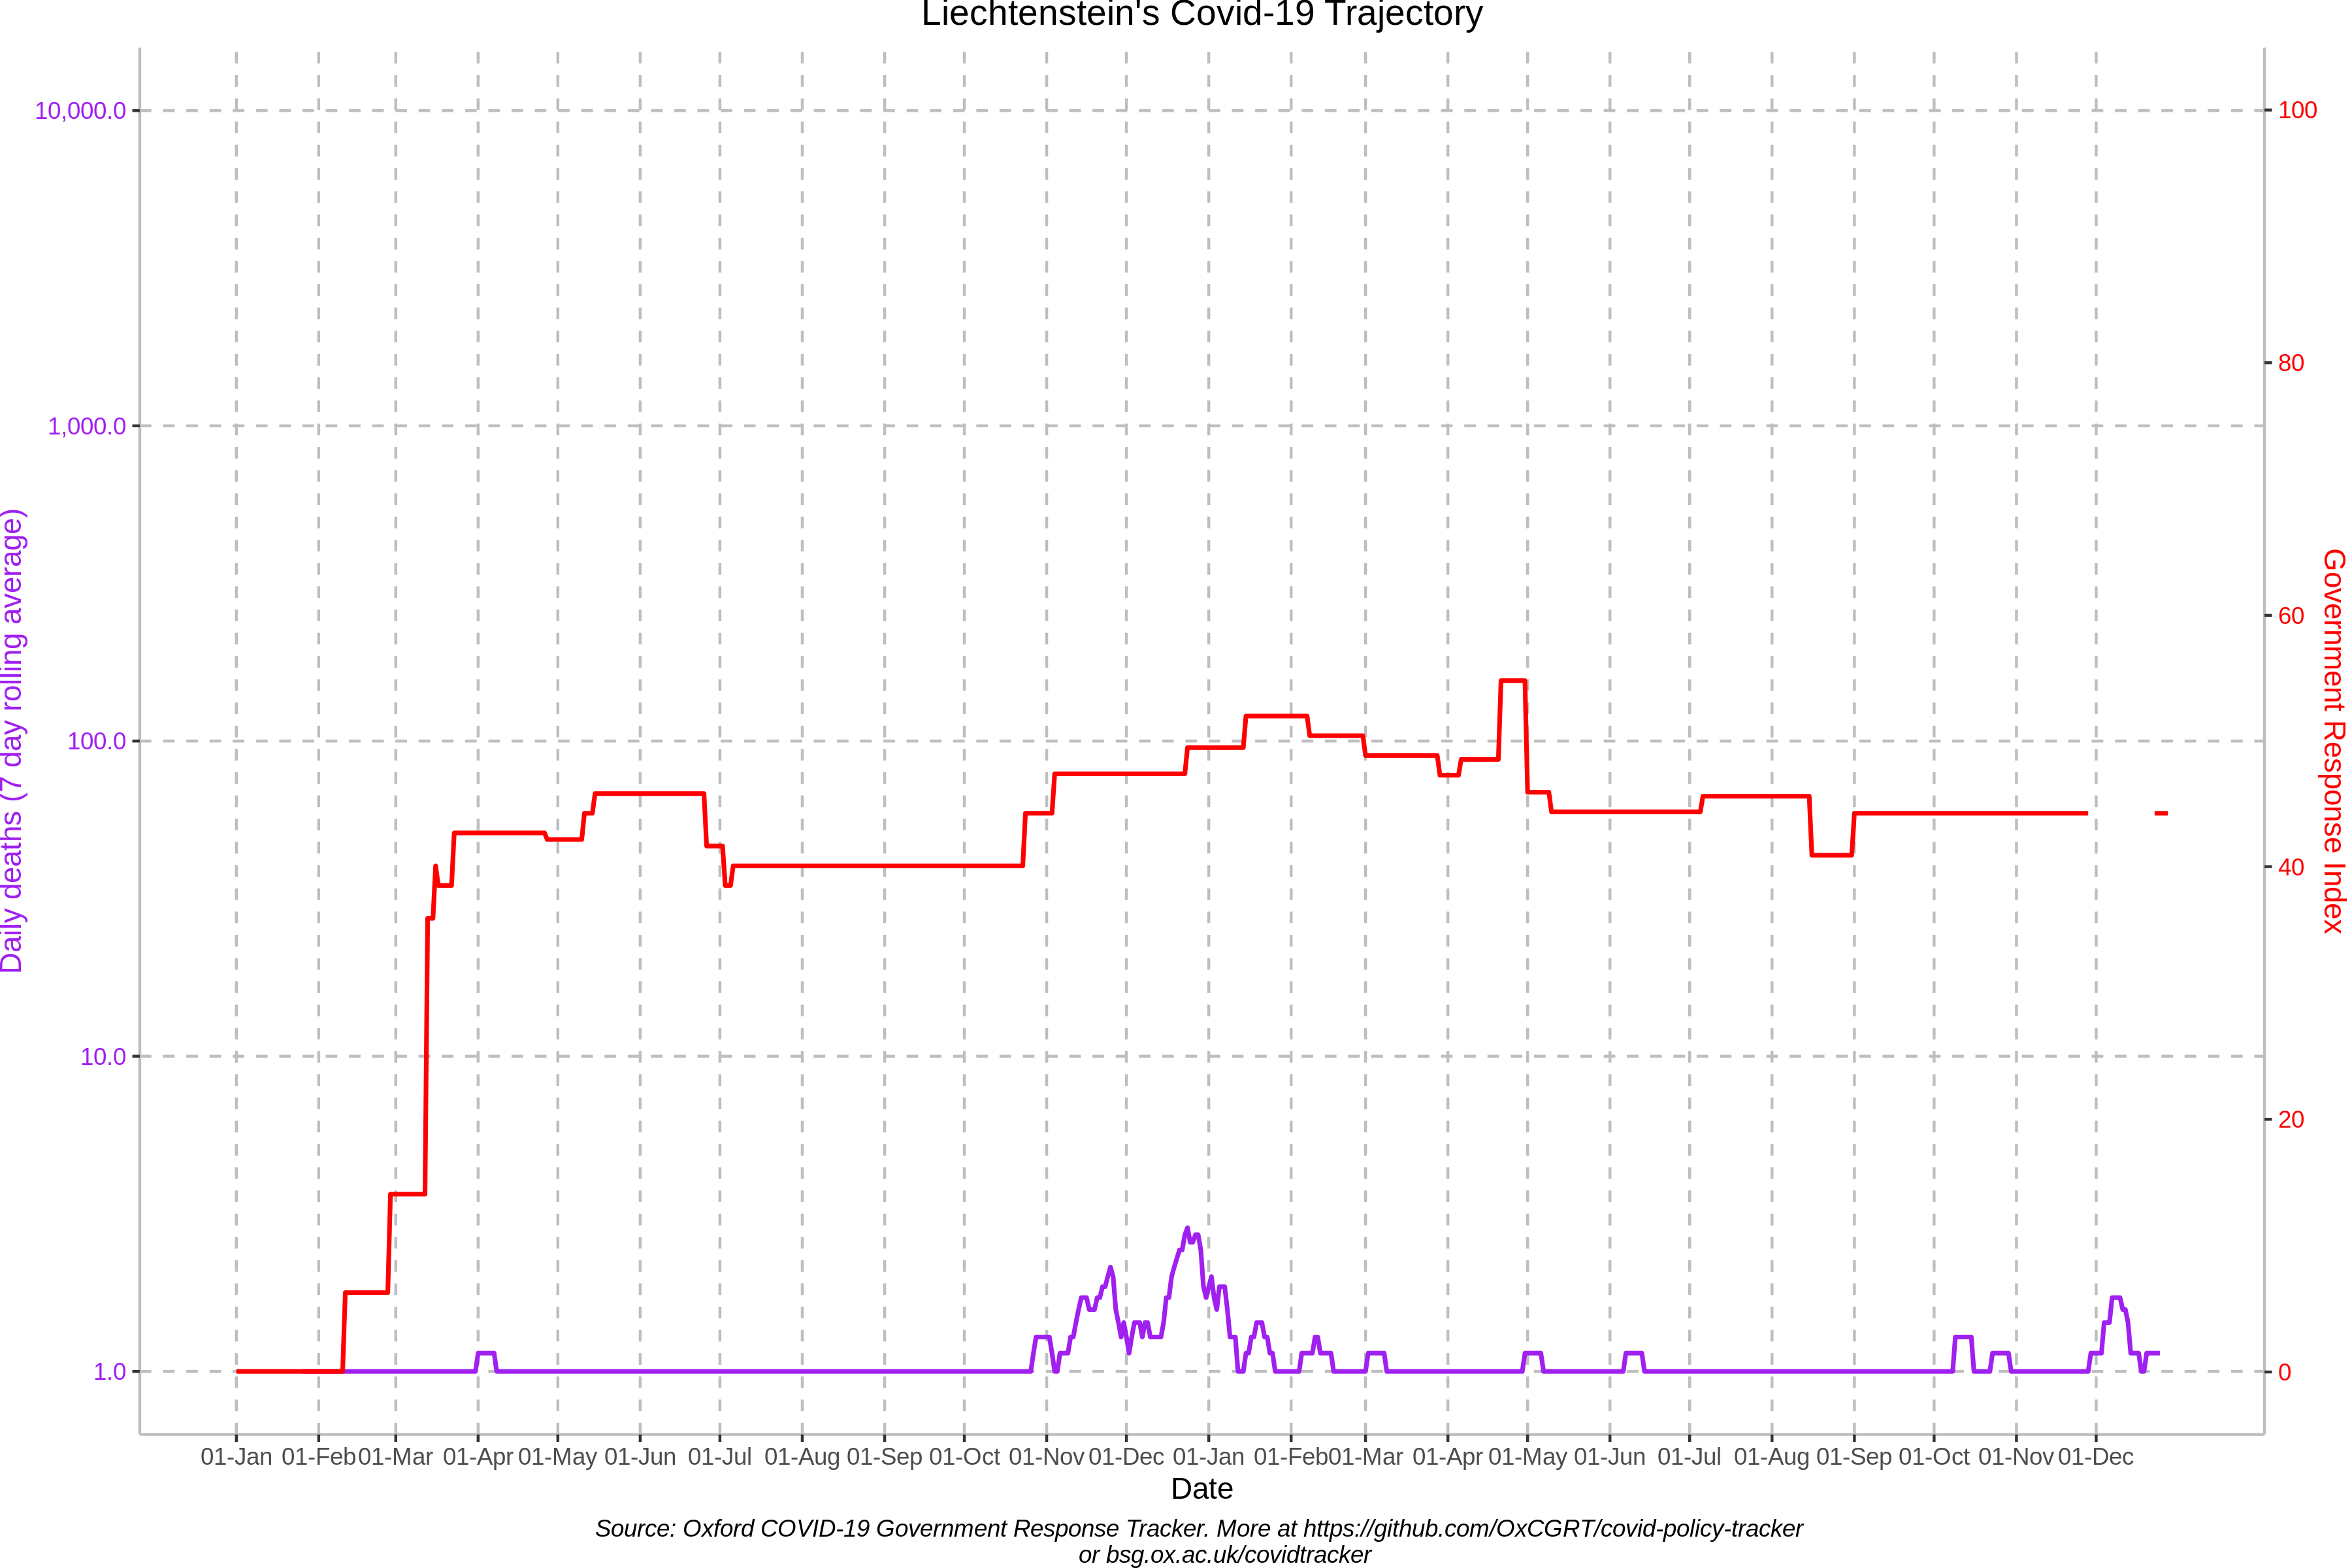 Liechtenstein's Covid-19 Trajectory
Daily deaths (7 day rolling average)
10,000.0
1,000.0
100.0
10.0
1.0
100
80
60
40
20
0
Government Response Index
01-Jan 01-Feb 01-Mar 01-Apr 01-May 01-Jun 01-Jul 01-Aug 01-Sep 01-Oct 01-Nov 01-Dec 01-Jan 01-Feb 01-Mar 01-Apr 01-May 01-Jun 01-Jul 01-Aug 01-Sep 01-Oct 01-Nov 01-Dec
Date
Source: Oxford COVID-19 Government Response Tracker. More at https://github.com/OxCGRT/covid-policy-tracker
or bsg.ox.ac.uk/covidtracker